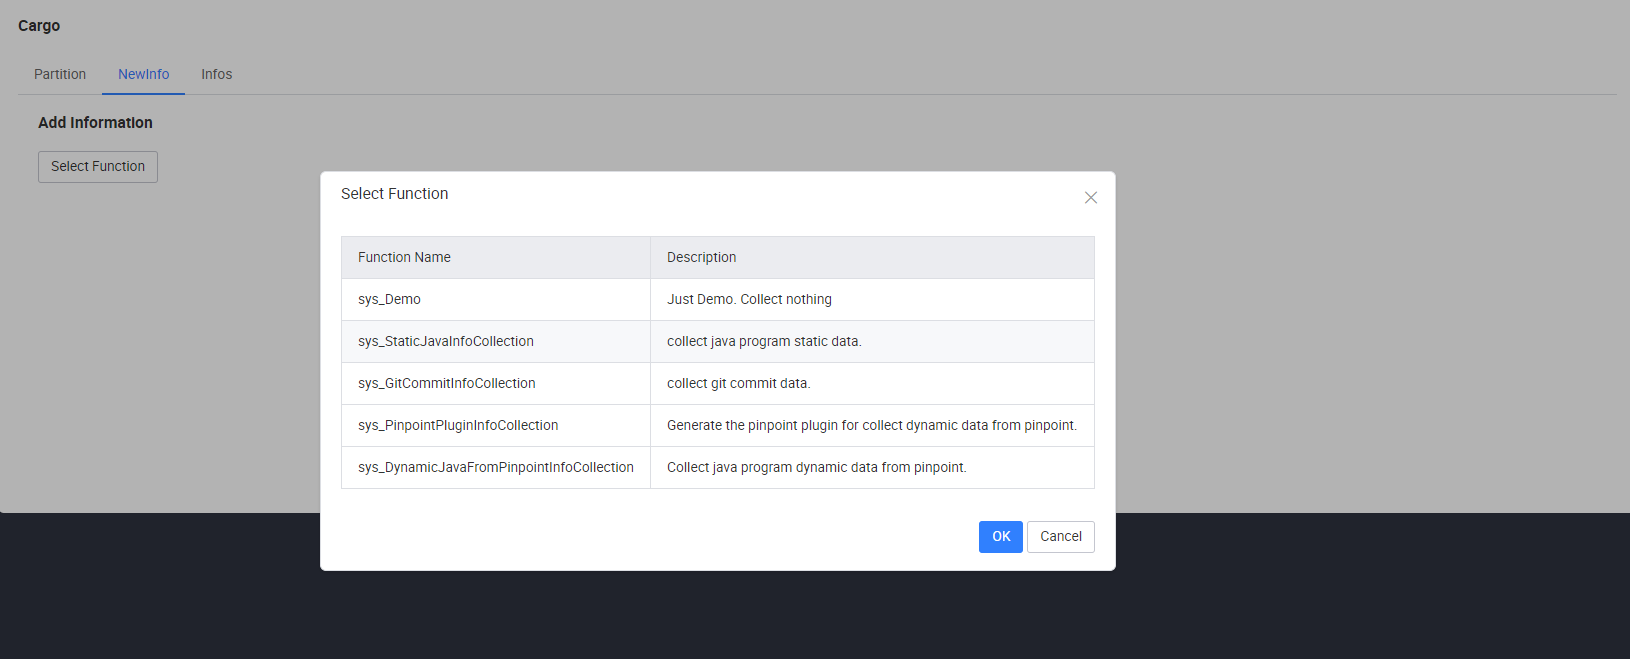 Cargo
Partition NewInfo Infos
Add Information
Select Function
Select Function
Function Name Description
sys_Demo Just Demo. Collect nothing
sys_StaticJavaInfoCollection collect java program static data.
sys_GitCommitInfoCollection collect git commit data.
sys_PinpointPluginInfoCollection Generate the pinpoint plugin for collect dynamic data from pinpoint.
sys_DynamicJavaFromPinpointInfoCollection Collect java program dynamic data from pinpoint.
OK Cancel